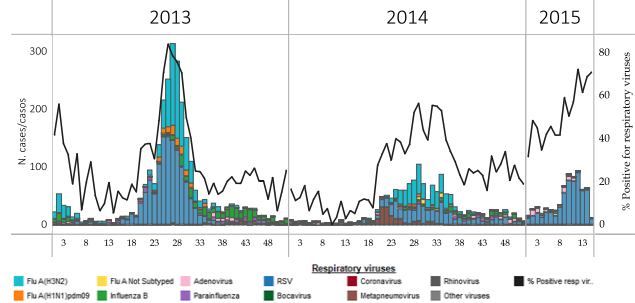 2013 2014 2015
300 80
60
200
N. cases/casos
40
100
20
% Positive for respiratory viruses
0 0
3 8 13 18 23 28 33 38 43 48 3 8 13 18 23 28 33 38 43 48 3 8 13
Respiratory viruses
Flu A(H3N2) Flu A Not Subtyped Adenovirus RSV Coronavirus Rhinovirus % Positive resp vir..
Flu A(H1N1)pdm09 Influenza B Parainfluenza Bocavirus Metapneumovirus Other viruses